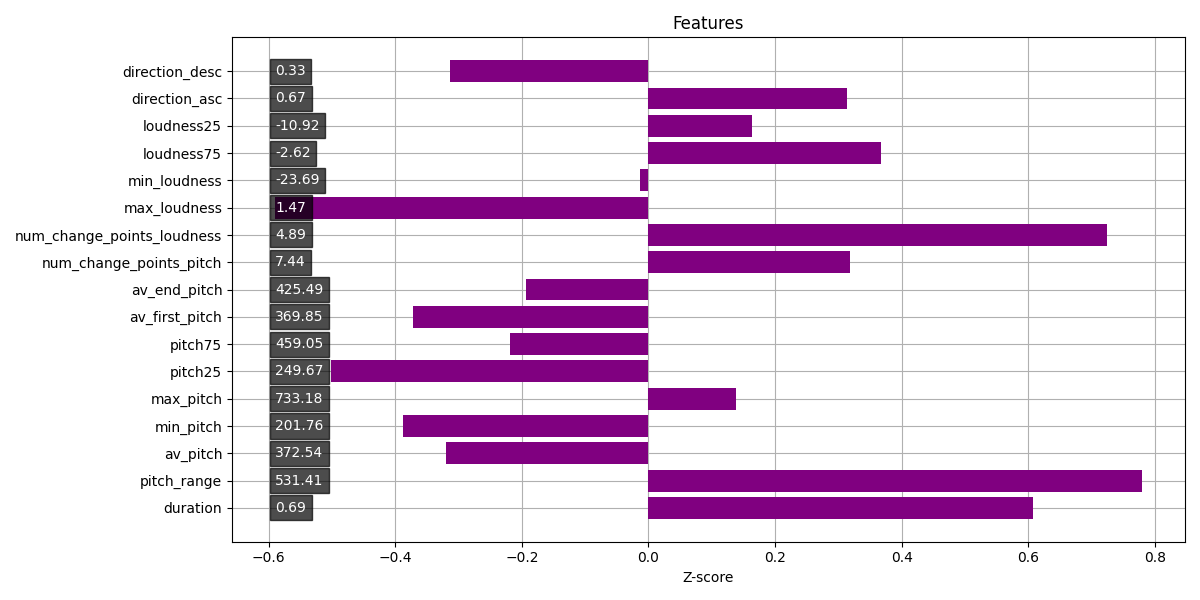 Features
direction_desc 0.33
direction_asc 0.67
loudness25 -10.92
loudness75 -2.62
min_loudness -23.69
max_loudness 1.47
num_change_points_loudness 4.89
num_change_points_pitch 7.44
av_end_pitch 425.49
av_first_pitch 369.85
pitch75 459.05
pitch25 249.67
max_pitch 733.18
min_pitch 201.76
av_pitch 372.54
pitch_range 531.41
duration 0.69
−0.6 −0.4 −0.2 0.0 0.2 0.4 0.6 0.8
Z-score